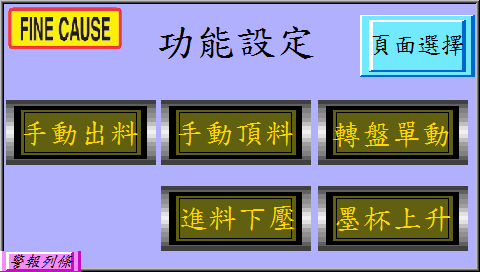 FINE CAUSE
功能設定
頁面選擇
手動出料
手動頂料
轉盤單動
進料下壓
墨杯上升
警報列條